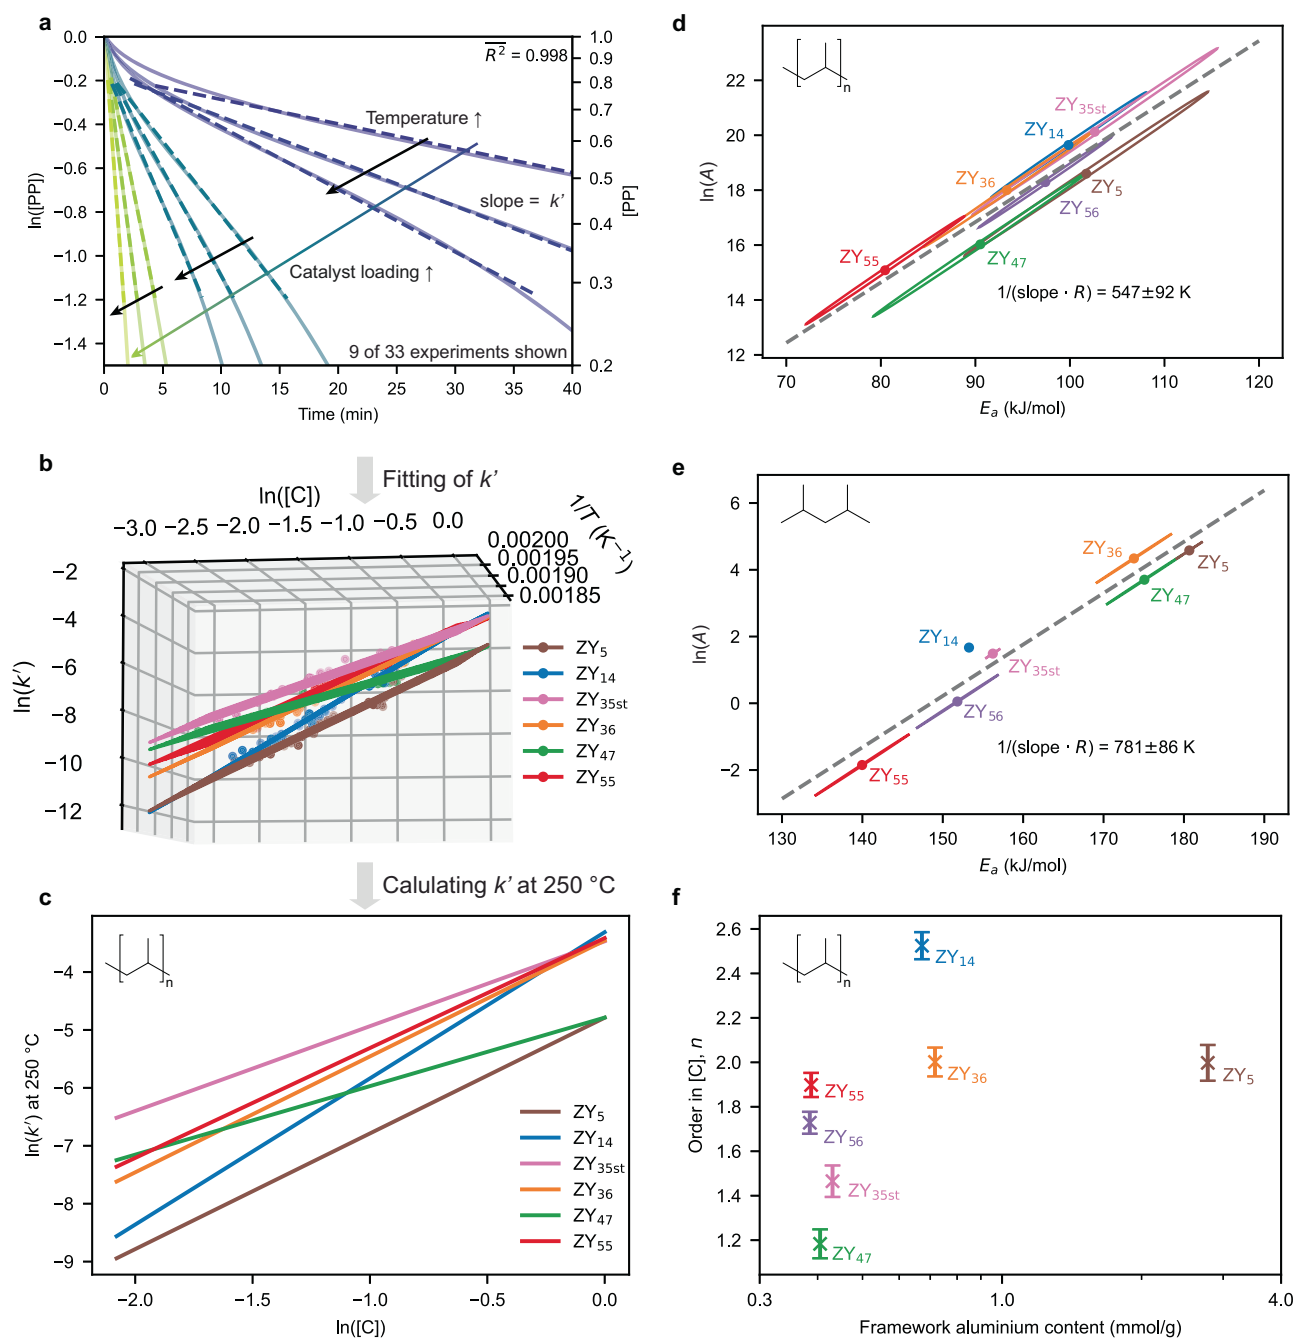 a
0.0
−0.2
−0.4
−0.6
−0.8
−1.0
−1.2
−1.4
ln([PP])
R² = 0.998
Temperature ↑
slope = k’
Catalyst loading ↑
9 of 33 experiments shown
1.0
0.9
0.8
0.7
0.6
0.5
0.4
0.3
0.2
[PP]
0 5 10 15 20 25 30 35 40
Time (min)
b
Fitting of k’
ln([C])
−3.0 −2.5 −2.0 −1.5 −1.0 −0.5 0.0
1/T (K⁻¹)
0.00200
0.00195
0.00190
0.00185
−2
−4
−6
−8
−10
−12
ln(k’)
ZY₅
ZY₁₄
ZY₃₅ₛₜ
ZY₃₆
ZY₄₇
ZY₅₅
Calulating k’ at 250 °C
c
n
−4
−5
−6
−7
−8
−9
ln(k’) at 250 °C
ZY₅
ZY₁₄
ZY₃₅ₛₜ
ZY₃₆
ZY₄₇
ZY₅₅
−2.0 −1.5 −1.0 −0.5 0.0
ln([C])
d
n
22
20
18
16
14
12
ln(A)
ZY₃₅ₛₜ
ZY₁₄
ZY₃₆
ZY₅
ZY₅₆
ZY₅₅
ZY₄₇
1/(slope · R) = 547±92 K
70 80 90 100 110 120
Eₐ (kJ/mol)
e
6
4
2
0
−2
ln(A)
ZY₃₆
ZY₅
ZY₄₇
ZY₁₄
ZY₃₅ₛₜ
ZY₅₆
ZY₅₅
1/(slope · R) = 781±86 K
130 140 150 160 170 180 190
Eₐ (kJ/mol)
f
n
2.6
2.4
2.2
2.0
1.8
1.6
1.4
1.2
Order in [C], n
ZY₁₄
ZY₃₆
ZY₅
ZY₅₅
ZY₅₆
ZY₃₅ₛₜ
ZY₄₇
0.3 1.0 4.0
Framework aluminium content (mmol/g)